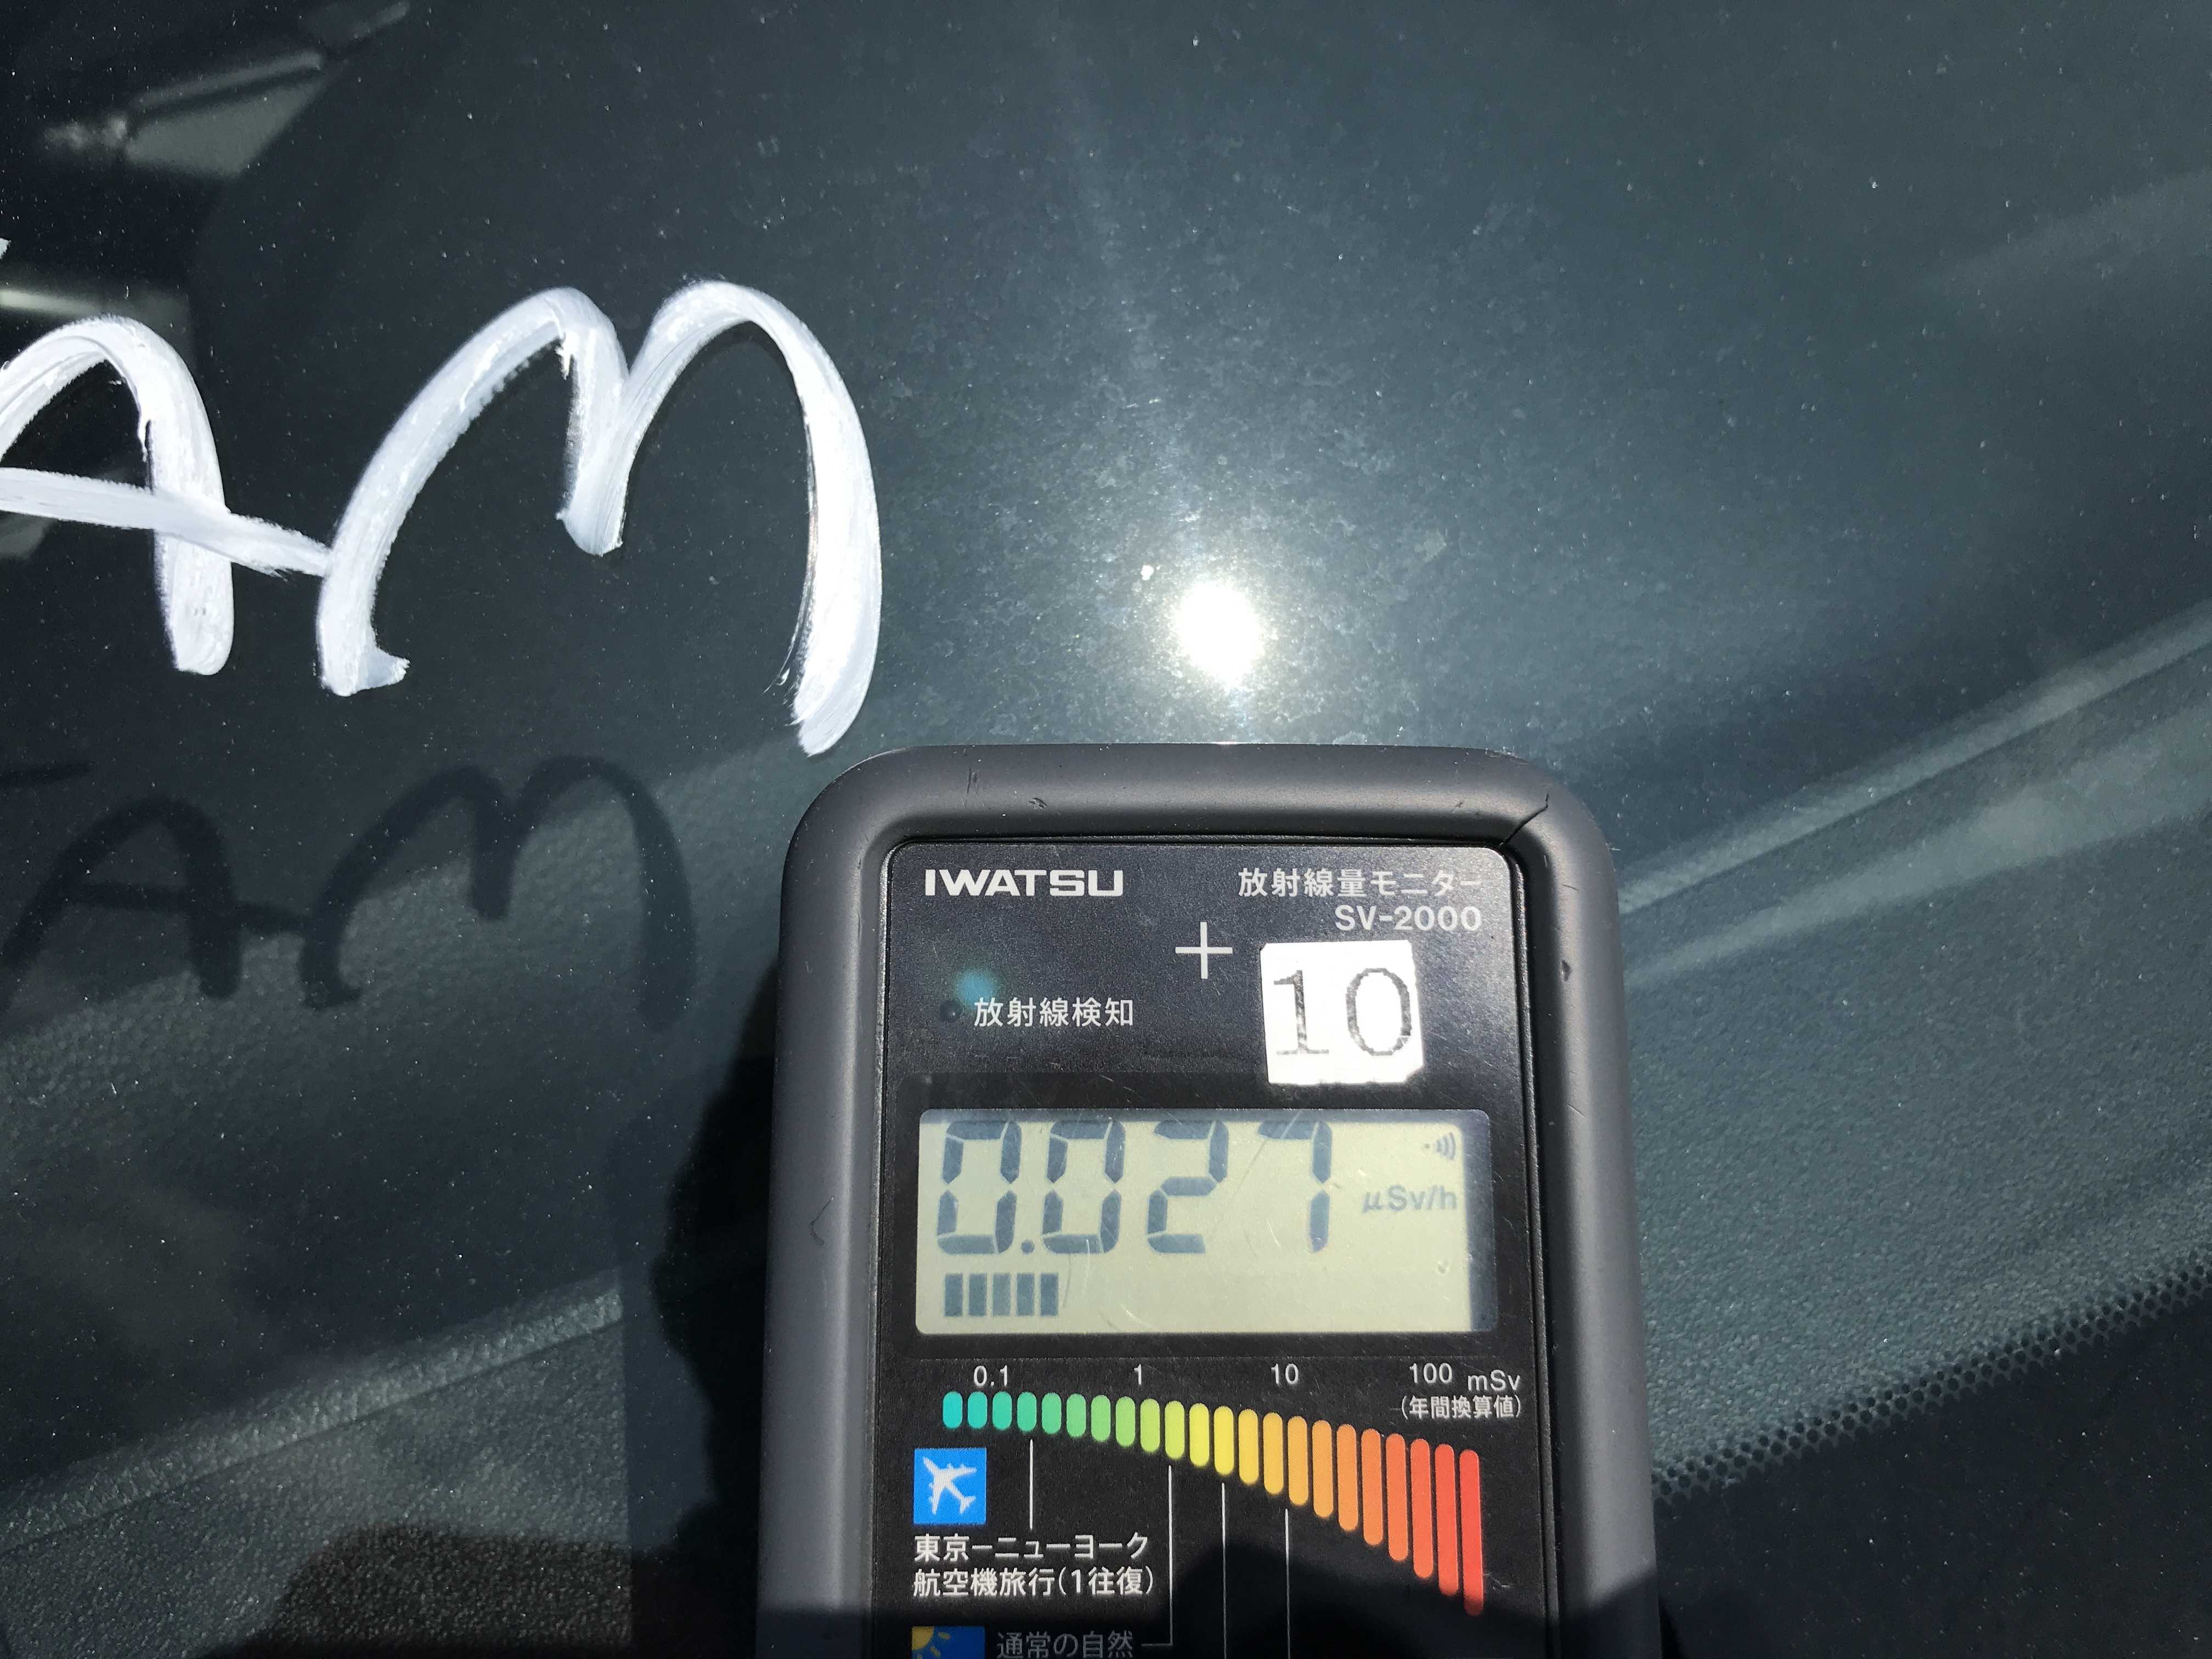 AM
IWATSU 放射線量モニター
SV-2000
10
放射線検知
0.027 μSv/h
0.1 1 10 100 mSv
(年間換算値)
東京−ニューヨーク
航空機旅行(1往復)
通常の自然